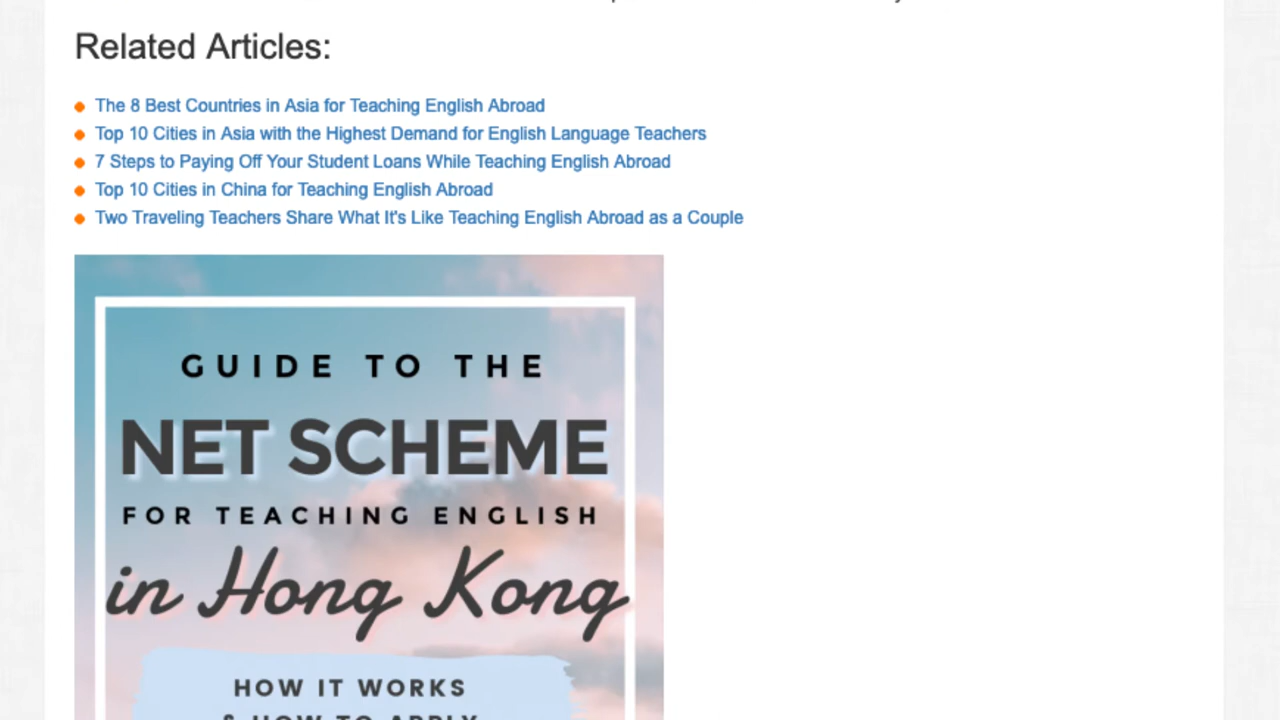 Related Articles:
The 8 Best Countries in Asia for Teaching English Abroad
Top 10 Cities in Asia with the Highest Demand for English Language Teachers
7 Steps to Paying Off Your Student Loans While Teaching English Abroad
Top 10 Cities in China for Teaching English Abroad
Two Traveling Teachers Share What It's Like Teaching English Abroad as a Couple
GUIDE TO THE
NET SCHEME
FOR TEACHING ENGLISH
in Hong Kong
HOW IT WORKS
& HOW TO APPLY